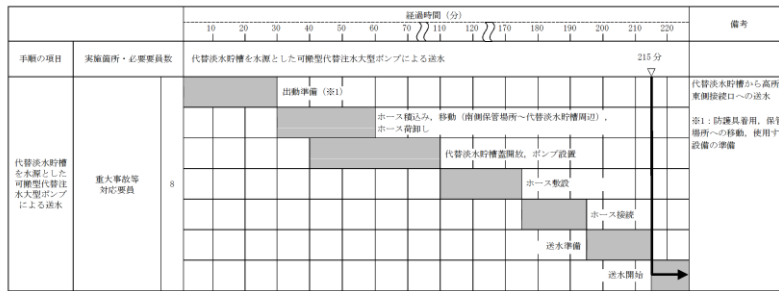 経過時間（分）
備考
10 20 30 40 50 60 70 110 120 170 180 190 200 210 220
手順の項目
実施箇所・必要要員数
代替淡水貯槽を水源とした可搬型代替注水大型ポンプによる送水
215分
代替淡水貯槽
を水源とした
可搬型代替注
水大型ポンプ
による送水
重大事故等
対応要員
8
出動準備（※1）
ホース積込み，移動（南側保管場所～代替淡水貯槽周辺），
ホース荷卸し
代替淡水貯槽蓋開放，ポンプ設置
ホース敷設
ホース接続
送水準備
送水開始
代替淡水貯槽から高所
東側接続口への送水
※1：防護具着用，保管
場所への移動，使用す
設備の準備